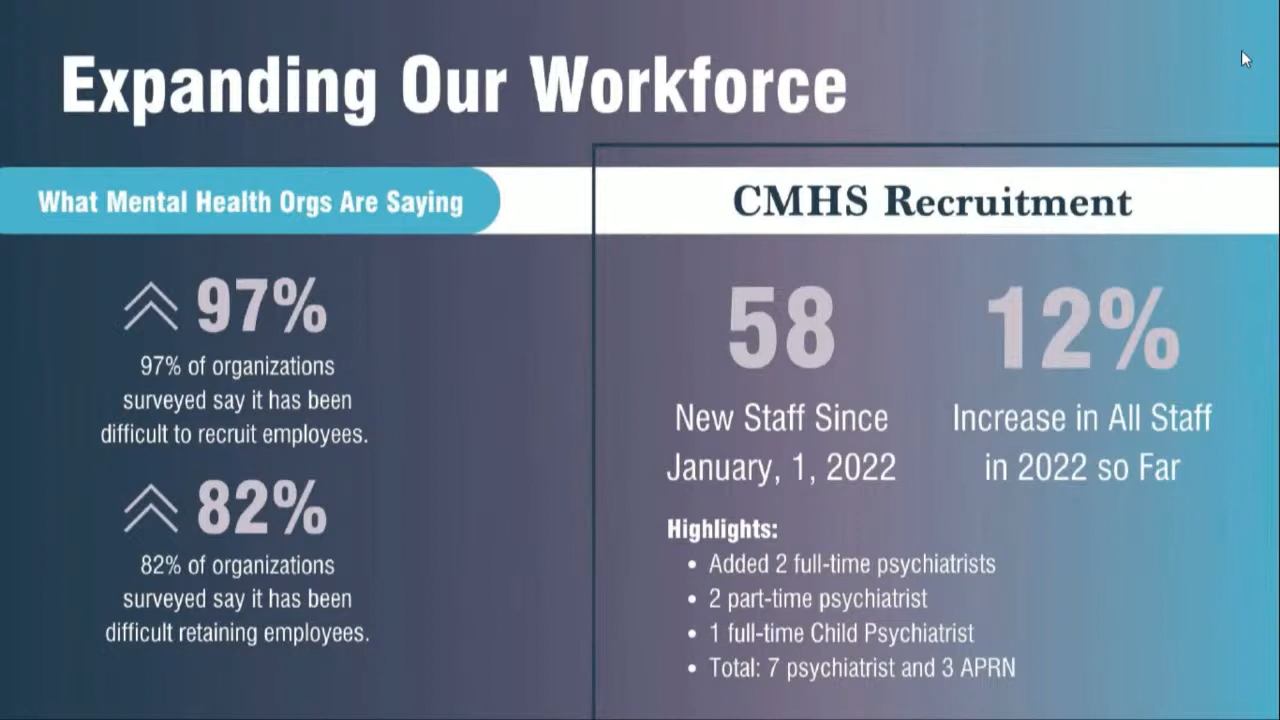 Expanding Our Workforce
What Mental Health Orgs Are Saying
97%
97% of organizations
surveyed say it has been
difficult to recruit employees.
82%
82% of organizations
surveyed say it has been
difficult retaining employees.
CMHS Recruitment
58
New Staff Since
January, 1, 2022
12%
Increase in All Staff
in 2022 so Far
Highlights:
• Added 2 full-time psychiatrists
• 2 part-time psychiatrist
• 1 full-time Child Psychiatrist
• Total: 7 psychiatrist and 3 APRN